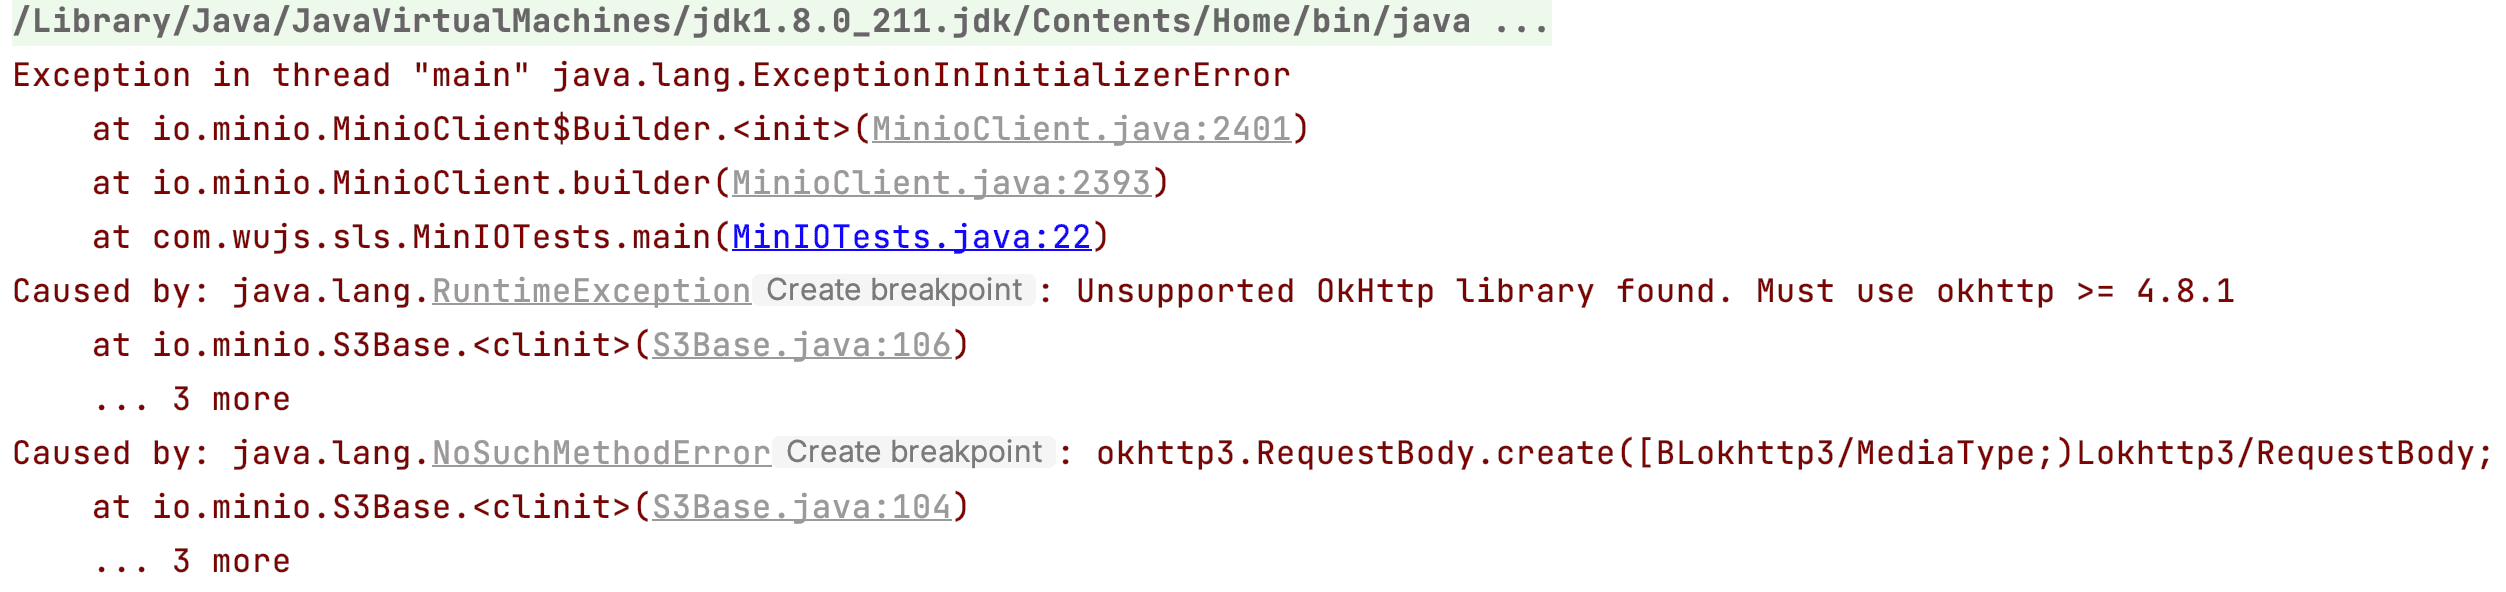 /Library/Java/JavaVirtualMachines/jdk1.8.0_211.jdk/Contents/Home/bin/java ...
Exception in thread "main" java.lang.ExceptionInInitializerError
    at io.minio.MinioClient$Builder.<init>(MinioClient.java:2401)
    at io.minio.MinioClient.builder(MinioClient.java:2393)
    at com.wujs.sls.MinIOTests.main(MinIOTests.java:22)
Caused by: java.lang.RuntimeException Create breakpoint : Unsupported OkHttp library found. Must use okhttp >= 4.8.1
    at io.minio.S3Base.<clinit>(S3Base.java:106)
    ... 3 more
Caused by: java.lang.NoSuchMethodError Create breakpoint : okhttp3.RequestBody.create([BLokhttp3/MediaType;)Lokhttp3/RequestBody;
    at io.minio.S3Base.<clinit>(S3Base.java:104)
    ... 3 more